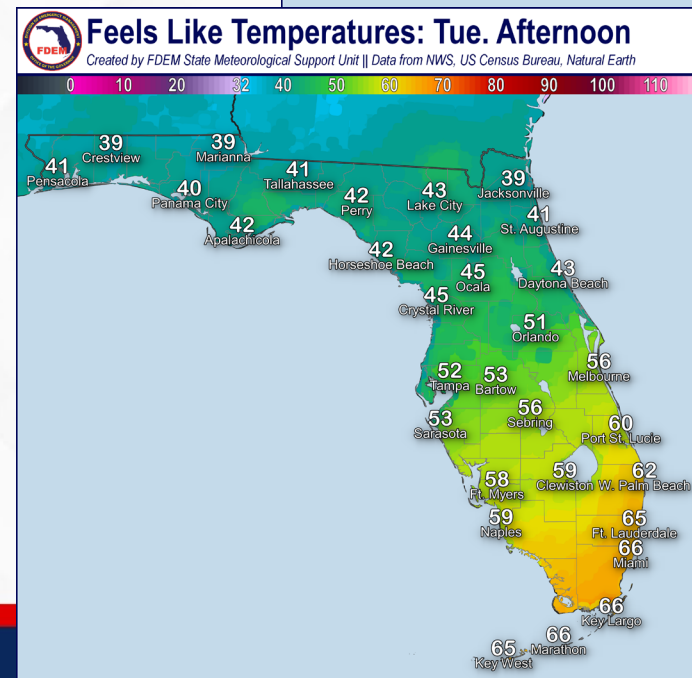 FDEM
Feels Like Temperatures: Tue. Afternoon
Created by FDEM State Meteorological Support Unit || Data from NWS, US Census Bureau, Natural Earth
0 10 20 32 40 50 60 70 80 90 100 110
39
Crestview
39
Marianna
41
Pensacola
41
Tallahassee
40
Panama City
42
Perry
43
Lake City
39
Jacksonville
42
Apalachicola
41
St. Augustine
44
Gainesville
42
Horseshoe Beach
45
Ocala
43
Daytona Beach
45
Crystal River
51
Orlando
52
Tampa
53
Bartow
56
Melbourne
53
Sarasota
56
Sebring
60
Port St. Lucie
58
Ft. Myers
59
Clewiston
62
W. Palm Beach
59
Naples
65
Ft. Lauderdale
66
Miami
66
Key Largo
66
Marathon
65
Key West